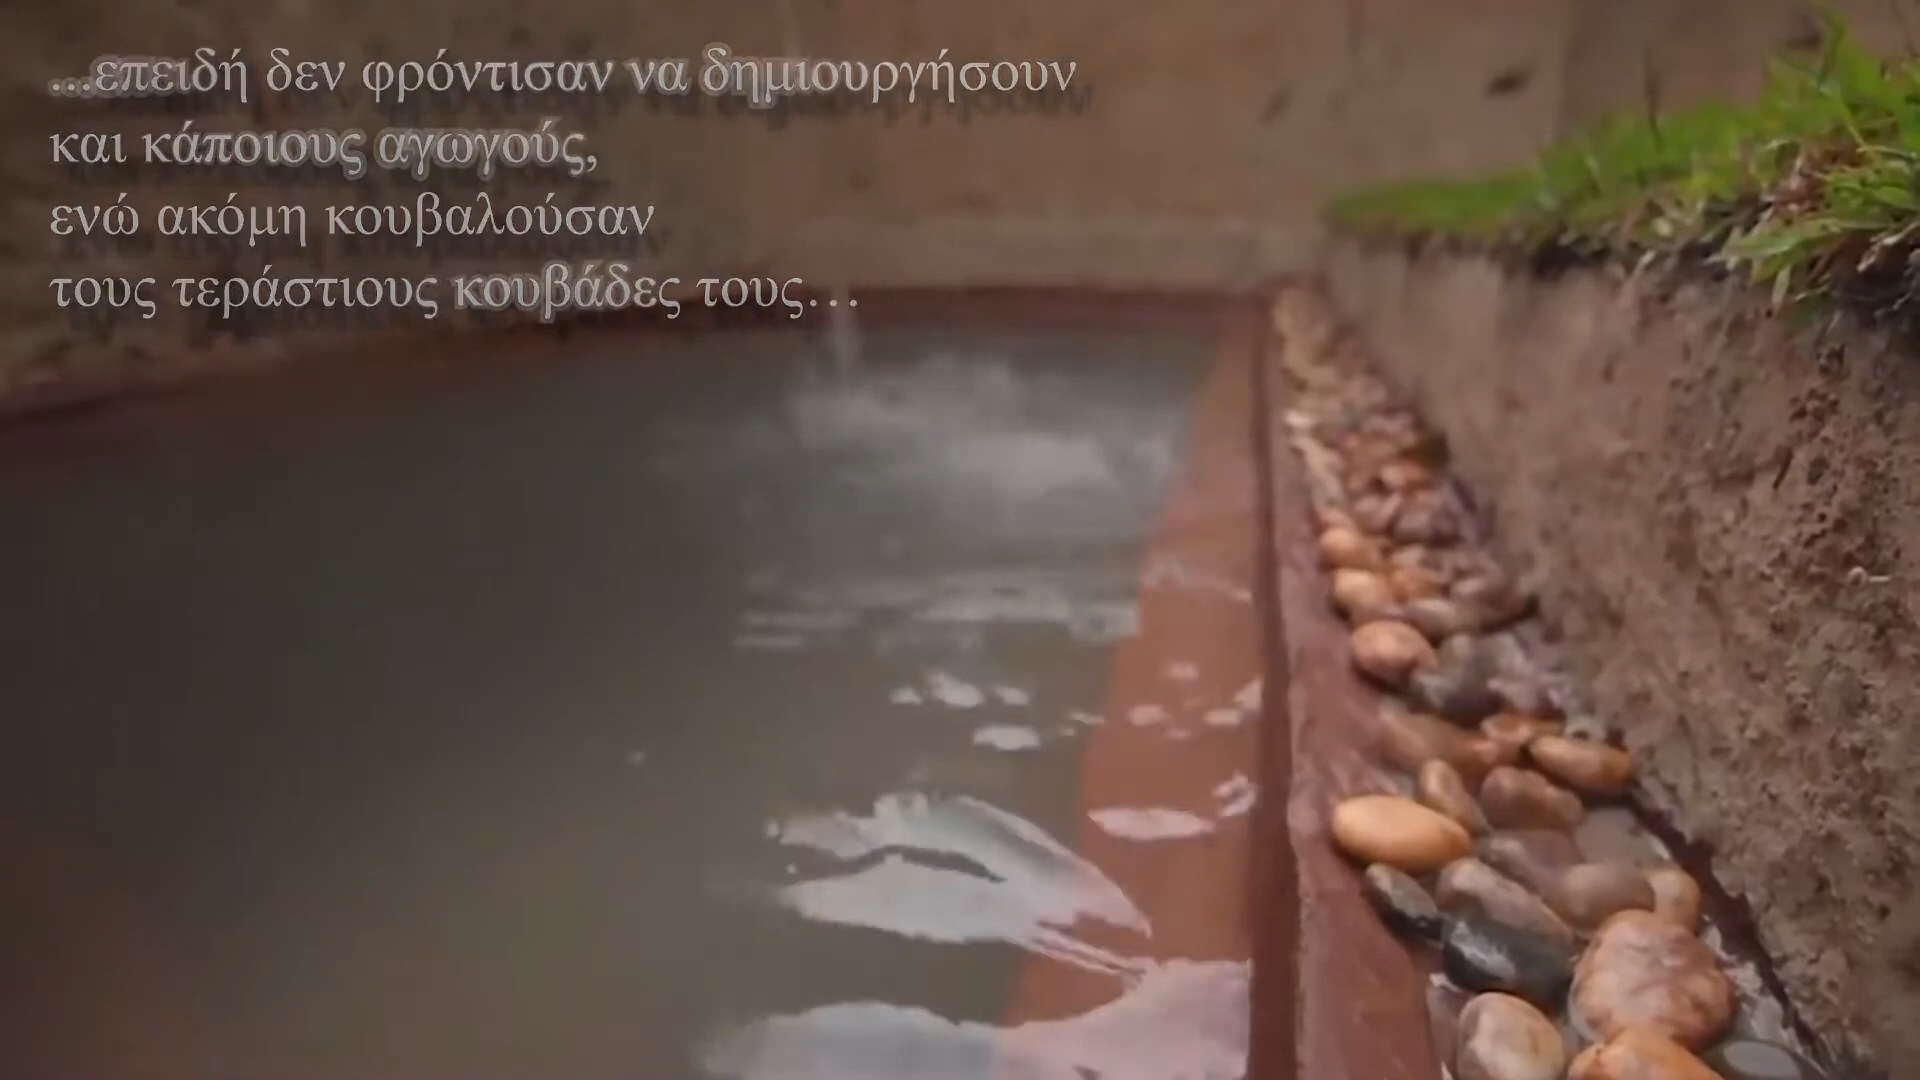 ...επειδή δεν φρόντισαν να δημιουργήσουν
και κάποιους αγωγούς,
ενώ ακόμη κουβαλούσαν
τους τεράστιους κουβάδες τους…